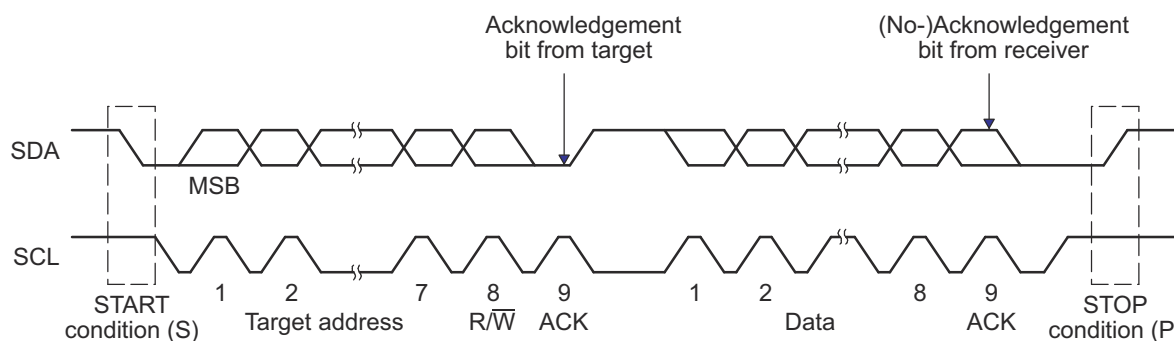 Acknowledgement
bit from target
(No-)Acknowledgement
bit from receiver
SDA
MSB
SCL
1 2 7 8 9 1 2 8 9
START
condition (S)
Target address
R/W̅
ACK
Data
ACK
STOP
condition (P